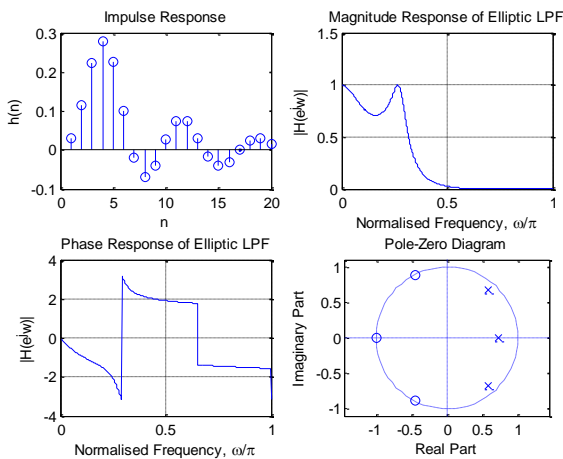 Impulse Response
0.3
0.2
0.1
0
-0.1
0 5 10 15 20
h(n)
n
Magnitude Response of Elliptic LPF
1.5
1
0.5
0
0 0.5 1
|H(e^jw)|
Normalised Frequency, ω/π
Phase Response of Elliptic LPF
4
2
0
-2
-4
0 0.5 1
|H(e^jw)|
Normalised Frequency, ω/π
Pole-Zero Diagram
1
0.5
0
-0.5
-1
-1 -0.5 0 0.5 1
Imaginary Part
Real Part